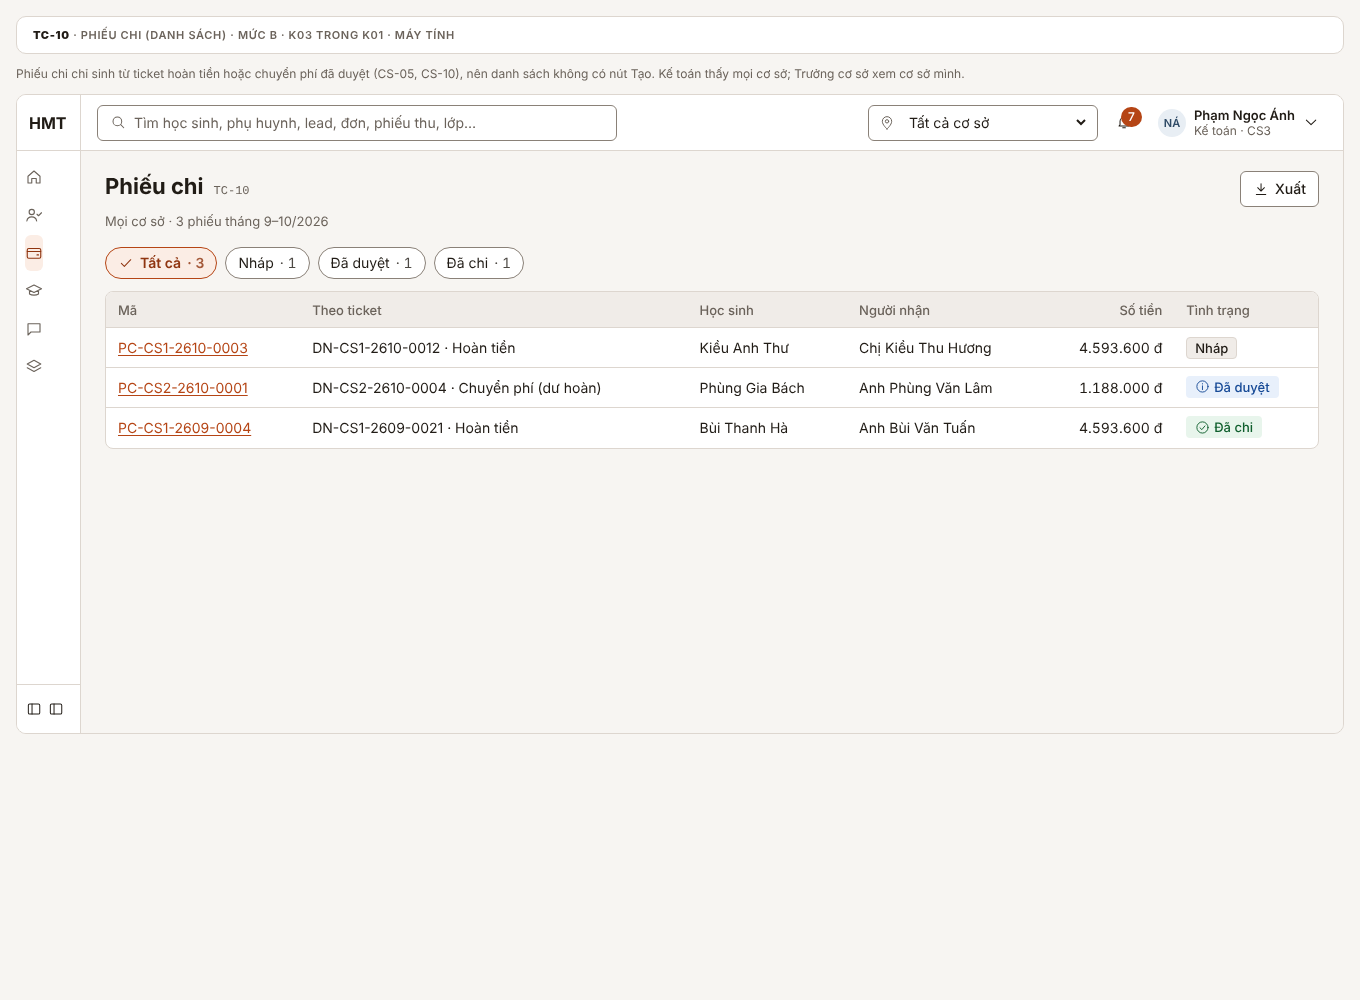 TC-10 · PHIẾU CHI (DANH SÁCH) · MỨC B · K03 TRONG K01 · MÁY TÍNH
Phiếu chi chỉ sinh từ ticket hoàn tiền hoặc chuyển phí đã duyệt (CS-05, CS-10), nên danh sách không có nút Tạo. Kế toán thấy mọi cơ sở; Trưởng cơ sở xem cơ sở mình.
HMT
Tìm học sinh, phụ huynh, lead, đơn, phiếu thu, lớp...
Tất cả cơ sở
7
NÁ
Phạm Ngọc Ánh
Kế toán · CS3
Phiếu chi TC-10
Xuất
Mọi cơ sở · 3 phiếu tháng 9–10/2026
Tất cả · 3
Nháp · 1
Đã duyệt · 1
Đã chi · 1
Mã Theo ticket Học sinh Người nhận Số tiền Tình trạng
PC-CS1-2610-0003 DN-CS1-2610-0012 · Hoàn tiền Kiều Anh Thư Chị Kiều Thu Hương 4.593.600 đ Nháp
PC-CS2-2610-0001 DN-CS2-2610-0004 · Chuyển phí (dư hoàn) Phùng Gia Bách Anh Phùng Văn Lâm 1.188.000 đ Đã duyệt
PC-CS1-2609-0004 DN-CS1-2609-0021 · Hoàn tiền Bùi Thanh Hà Anh Bùi Văn Tuấn 4.593.600 đ Đã chi